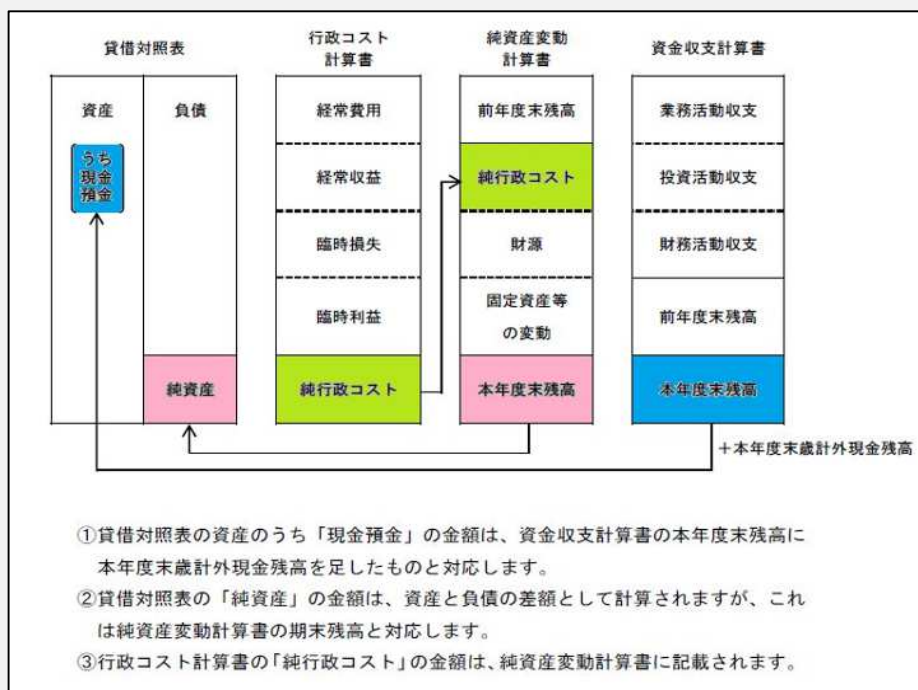 貸借対照表
行政コスト
計算書
純資産変動
計算書
資金収支計算書
資産
負債
経常費用
前年度末残高
業務活動収支
うち
現金
預金
経常収益
純行政コスト
投資活動収支
臨時損失
財源
財務活動収支
臨時利益
固定資産等
の変動
前年度末残高
純資産
純行政コスト
本年度末残高
本年度末残高
+本年度末歳計外現金残高
①貸借対照表の資産のうち「現金預金」の金額は、資金収支計算書の本年度末残高に
本年度末歳計外現金残高を足したものと対応します。
②貸借対照表の「純資産」の金額は、資産と負債の差額として計算されますが、これ
は純資産変動計算書の期末残高と対応します。
③行政コスト計算書の「純行政コスト」の金額は、純資産変動計算書に記載されます。